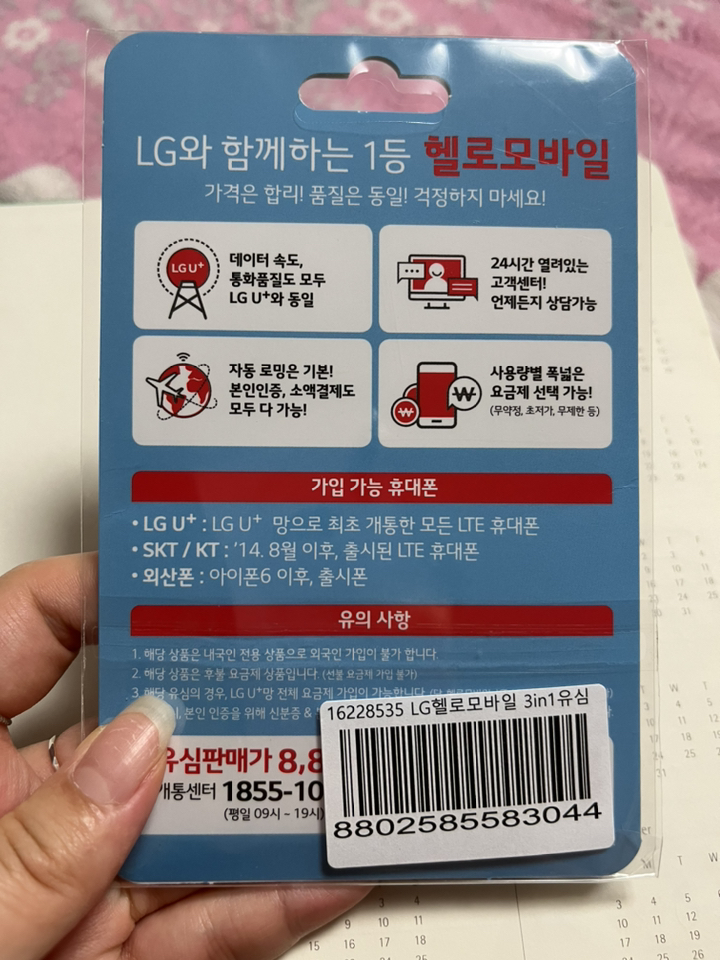 LG와 함께하는 1등 헬로모바일
가격은 합리! 품질은 동일! 걱정하지 마세요!
LG U+
데이터 속도,
통화품질도 모두
LG U+와 동일
24시간 열려있는
고객센터!
언제든지 상담가능
자동 로밍은 기본!
본인인증, 소액결제도
모두 다 가능!
₩
₩
사용량별 폭넓은
요금제 선택 가능!
(무약정, 초저가, 무제한 등)
가입 가능 휴대폰
• LG U+ : LG U+ 망으로 최초 개통한 모든 LTE 휴대폰
• SKT / KT : '14. 8월 이후, 출시된 LTE 휴대폰
• 외산폰 : 아이폰6 이후, 출시폰
유의 사항
1. 해당 상품은 내국인 전용 상품으로 외국인 가입이 불가 합니다.
2. 해당 상품은 후불 요금제 상품입니다. (선불 요금제 가입 불가)
3. 해당 유심의 경우, LG U+망 전체 요금제 가입이 가능합니다.
본인 인증을 위해 신분증 &
유심판매가 8,8
개통센터 1855-10
(평일 09시 ~ 19시)
16228535 LG헬로모바일 3in1유심
8802585583044